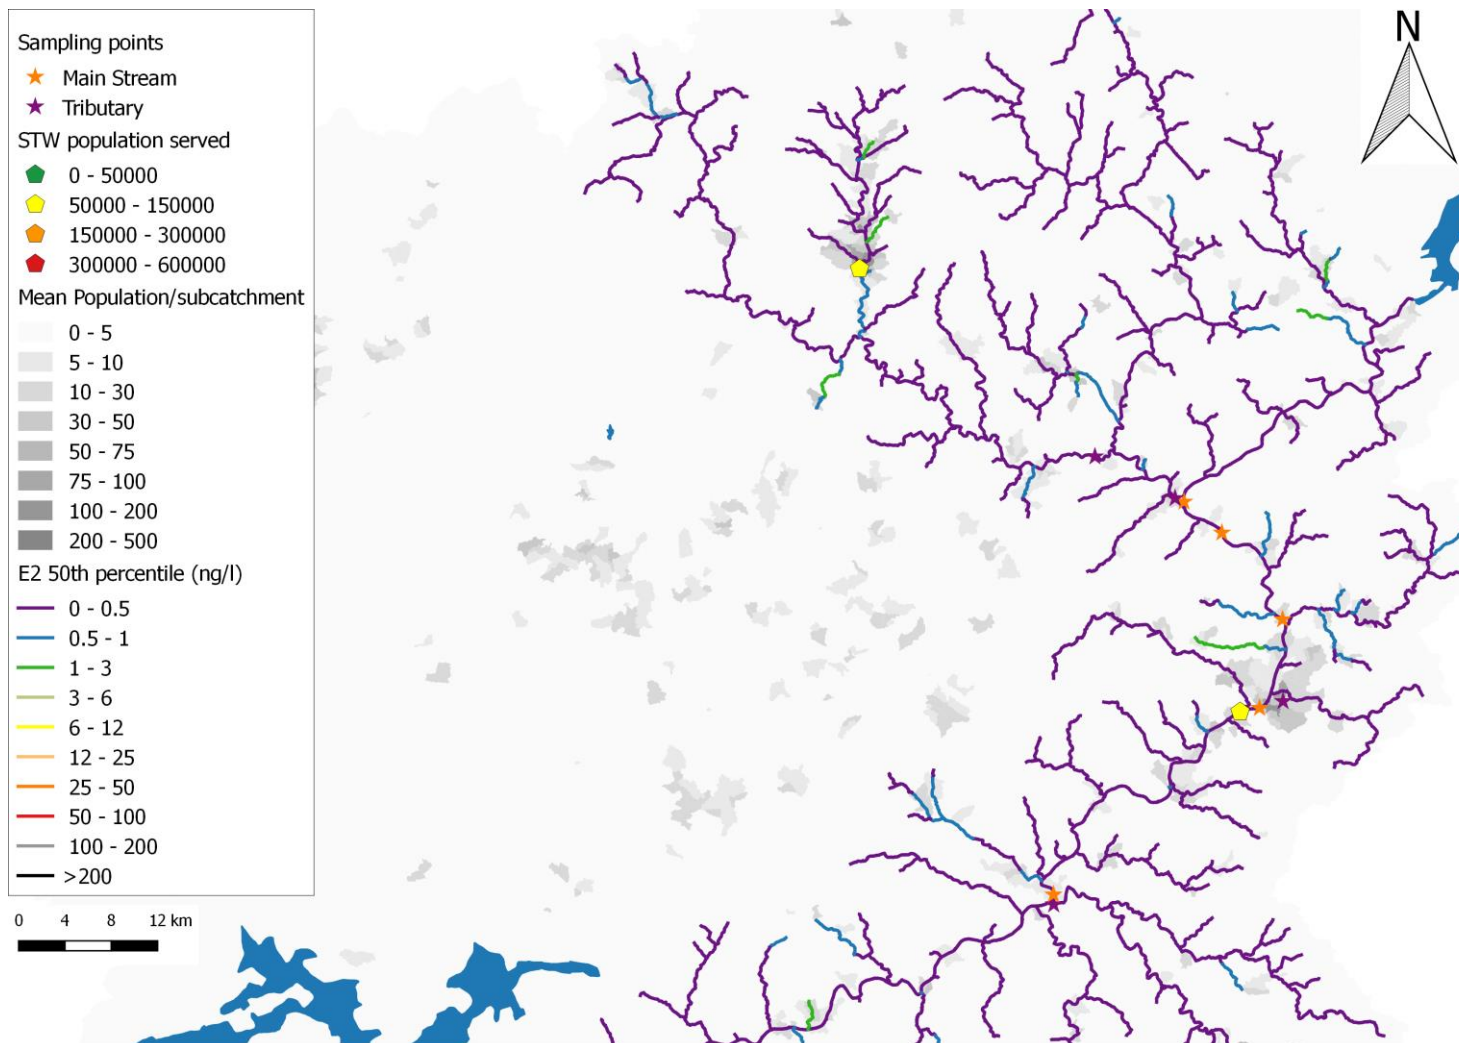 N
Sampling points
Main Stream
Tributary
STW population served
0 - 50000
50000 - 150000
150000 - 300000
300000 - 600000
Mean Population/subcatchment
0 - 5
5 - 10
10 - 30
30 - 50
50 - 75
75 - 100
100 - 200
200 - 500
E2 50th percentile (ng/l)
0 - 0.5
0.5 - 1
1 - 3
3 - 6
6 - 12
12 - 25
25 - 50
50 - 100
100 - 200
>200
0 4 8 12 km